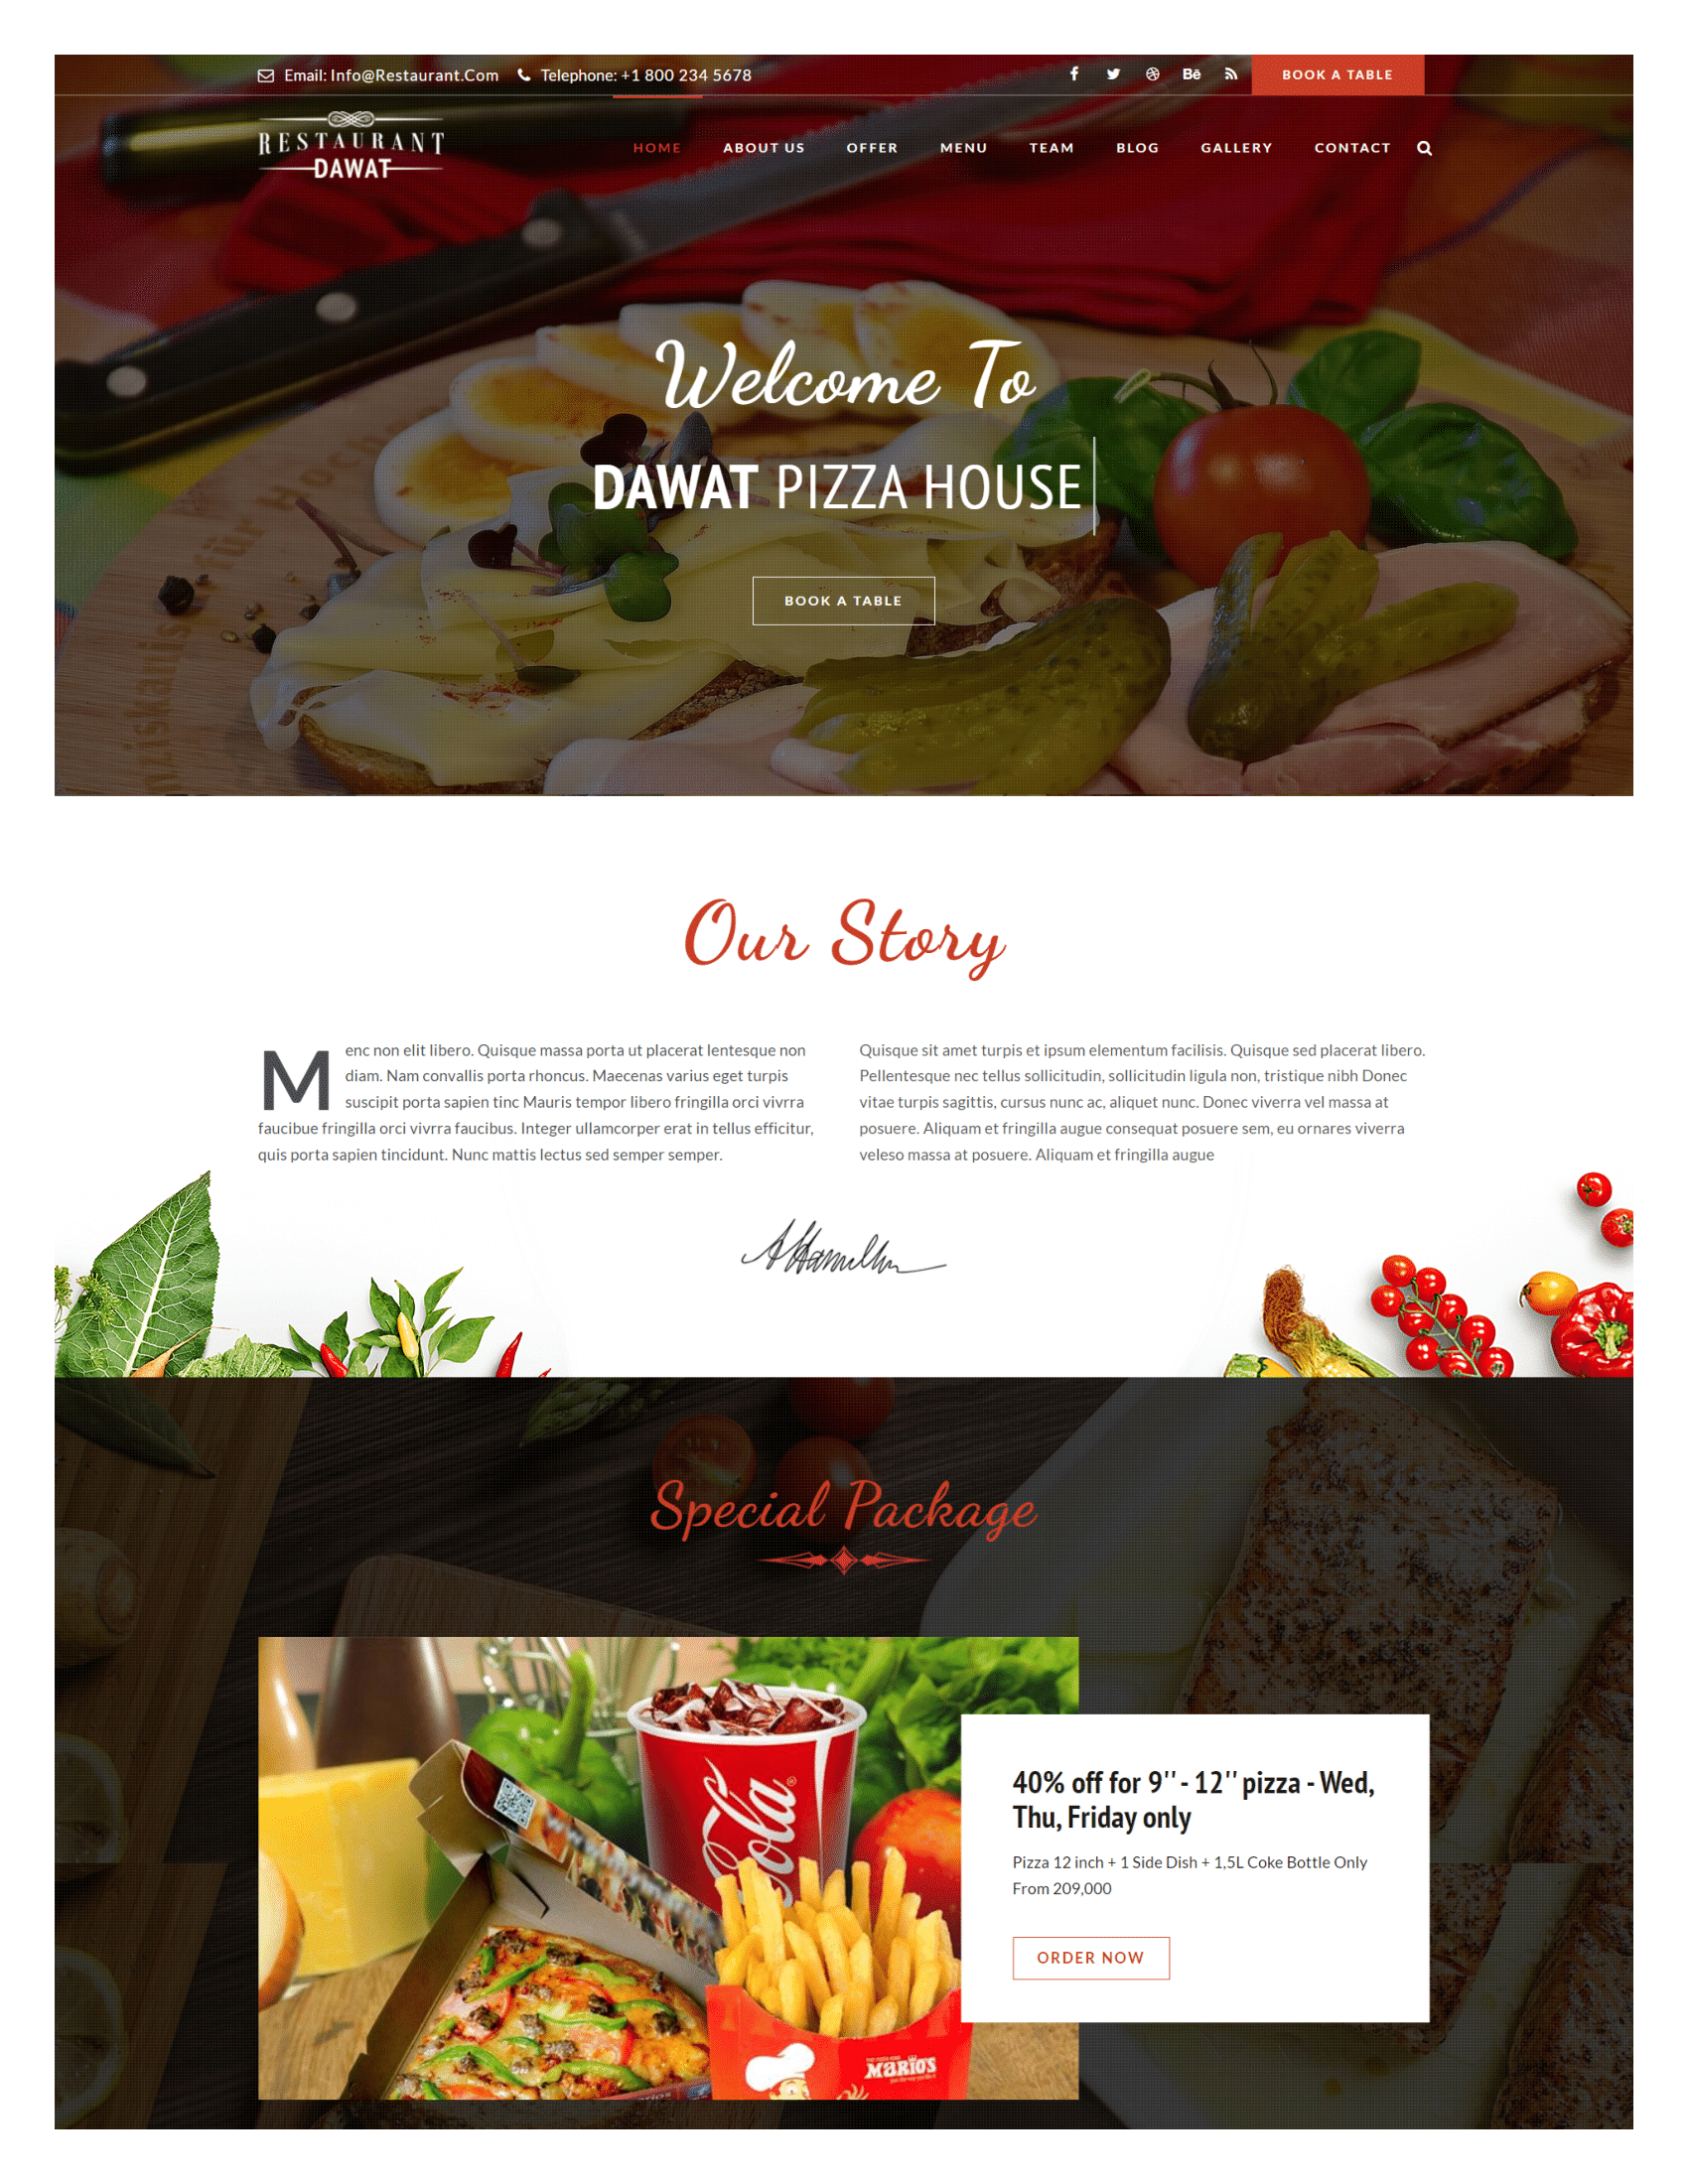 Email: Info@Restaurant.Com Telephone: +1 800 234 5678
Bē
BOOK A TABLE
RESTAURANT
DAWAT
HOME ABOUT US OFFER MENU TEAM BLOG GALLERY CONTACT
Welcome To
DAWAT PIZZA HOUSE
für Hoch
BOOK A TABLE
Our Story
Menc non elit libero. Quisque massa porta ut placerat lentesque non
diam. Nam convallis porta rhoncus. Maecenas varius eget turpis
suscipit porta sapien tinc Mauris tempor libero fringilla orci vivrra
faucibue fringilla orci vivrra faucibus. Integer ullamcorper erat in tellus efficitur,
quis porta sapien tincidunt. Nunc mattis lectus sed semper semper.
Quisque sit amet turpis et ipsum elementum facilisis. Quisque sed placerat libero.
Pellentesque nec tellus sollicitudin, sollicitudin ligula non, tristique nibh Donec
vitae turpis sagittis, cursus nunc ac, aliquet nunc. Donec viverra vel massa at
posuere. Aliquam et fringilla augue consequat posuere sem, eu ornares viverra
veleso massa at posuere. Aliquam et fringilla augue
Special Package
Cola
MARIO'S
40% off for 9'' - 12'' pizza - Wed,
Thu, Friday only
Pizza 12 inch + 1 Side Dish + 1,5L Coke Bottle Only
From 209,000
ORDER NOW